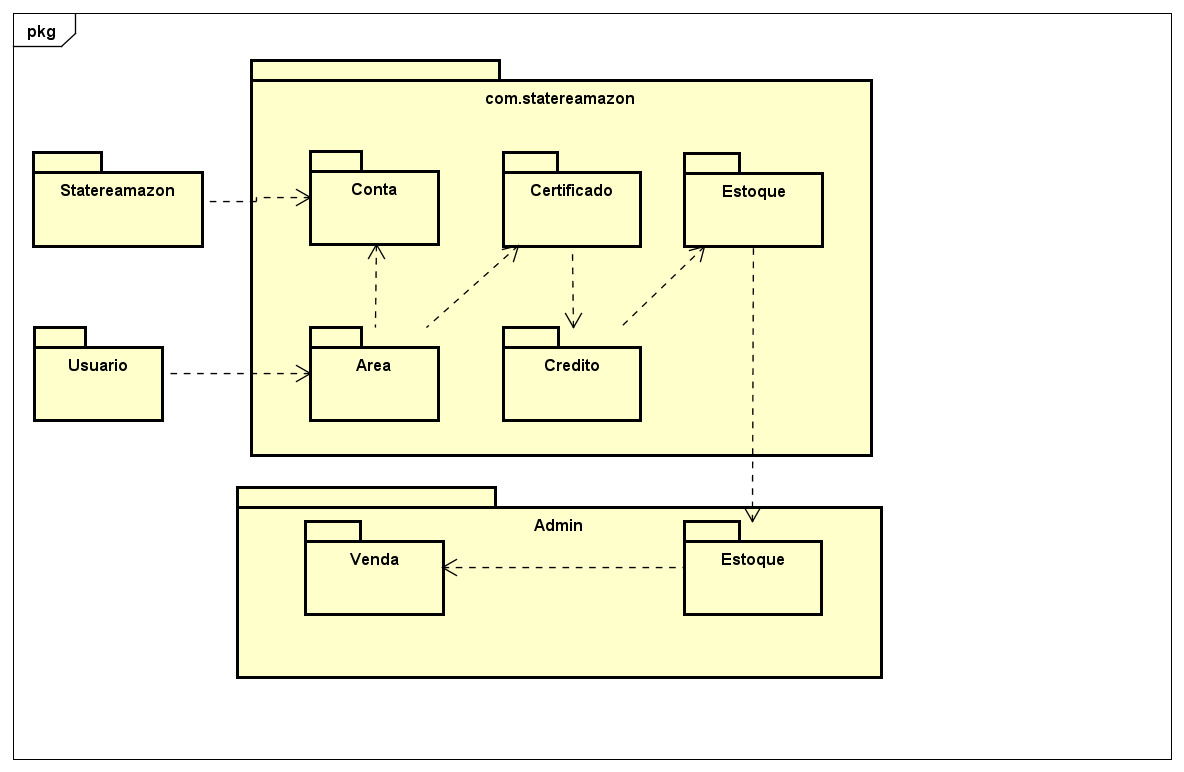 pkg
com.statereamazon
Statereamazon
Conta
Certificado
Estoque
Usuario
Area
Credito
Admin
Venda
Estoque